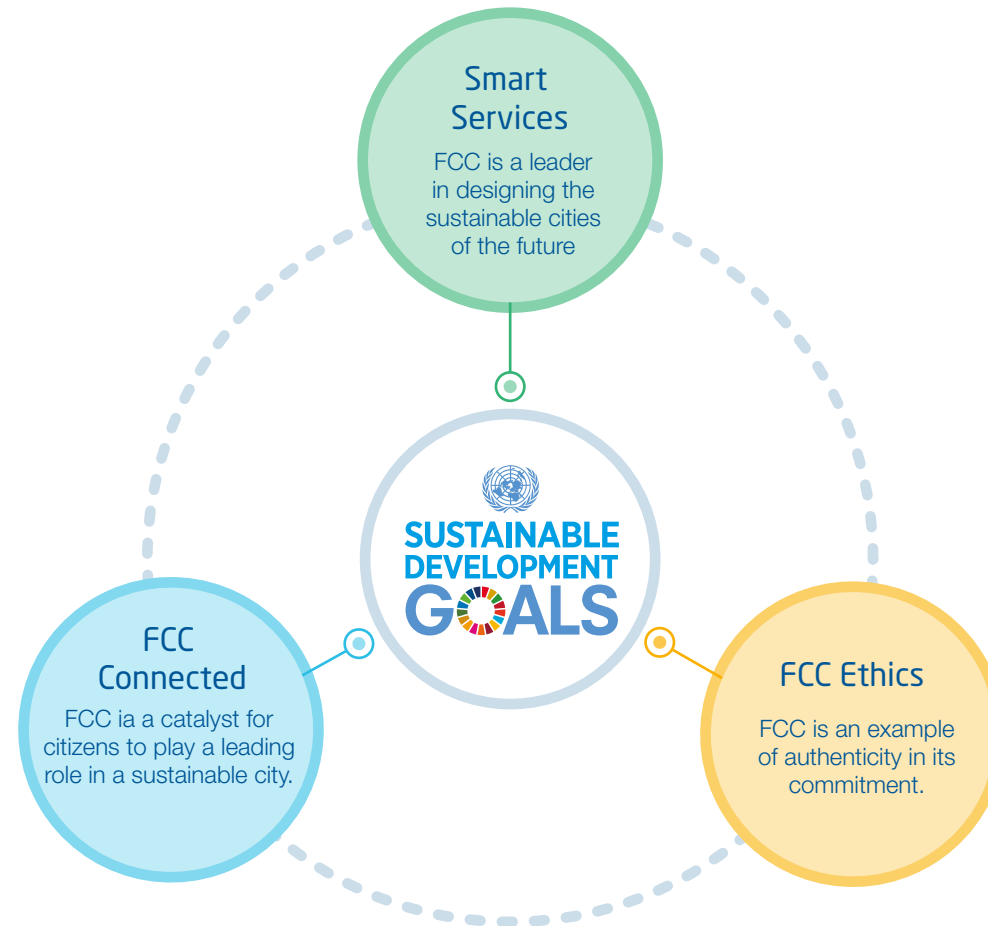 Smart
Services
FCC is a leader
in designing the
sustainable cities
of the future
SUSTAINABLE
DEVELOPMENT
GOALS
FCC
Connected
FCC ia a catalyst for
citizens to play a leading
role in a sustainable city.
FCC Ethics
FCC is an example
of authenticity in its
commitment.